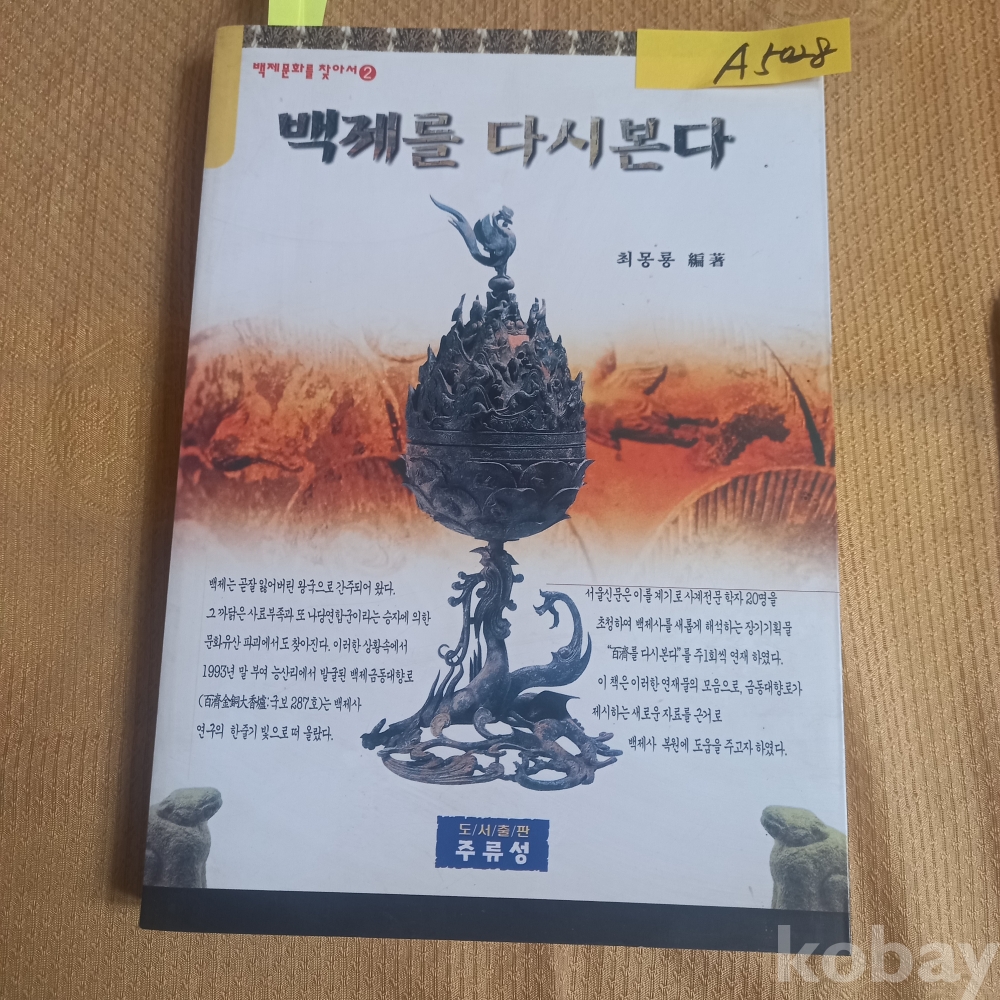 백제문화를 찾아서 2
A5028
백제를 다시본다
최몽룡 編著
백제는 곧잘 잃어버린 왕국으로 간주되어 왔다.
그 까닭은 사료부족과 또 나당연합군이라는 승자에 의한
문화유산 파괴에서도 찾아진다. 이러한 상황속에서
1993년 말 부여 능산리에서 발굴된 백제금동대향로
(百濟金銅大香爐:국보 287호)는 백제사
연구의 한줄기 빛으로 떠 올랐다.
서울신문은 이를 계기로 사계전문 학자 20명을
초청하여 백제사를 새롭게 해석하는 장기기획물
“百濟를 다시본다”를 주1회씩 연재 하였다.
이 책은 이러한 연재물의 모음으로, 금동대향로가
제시하는 새로운 자료를 근거로
백제사 복원에 도움을 주고자 하였다.
도/서/출/판
주류성
kobay